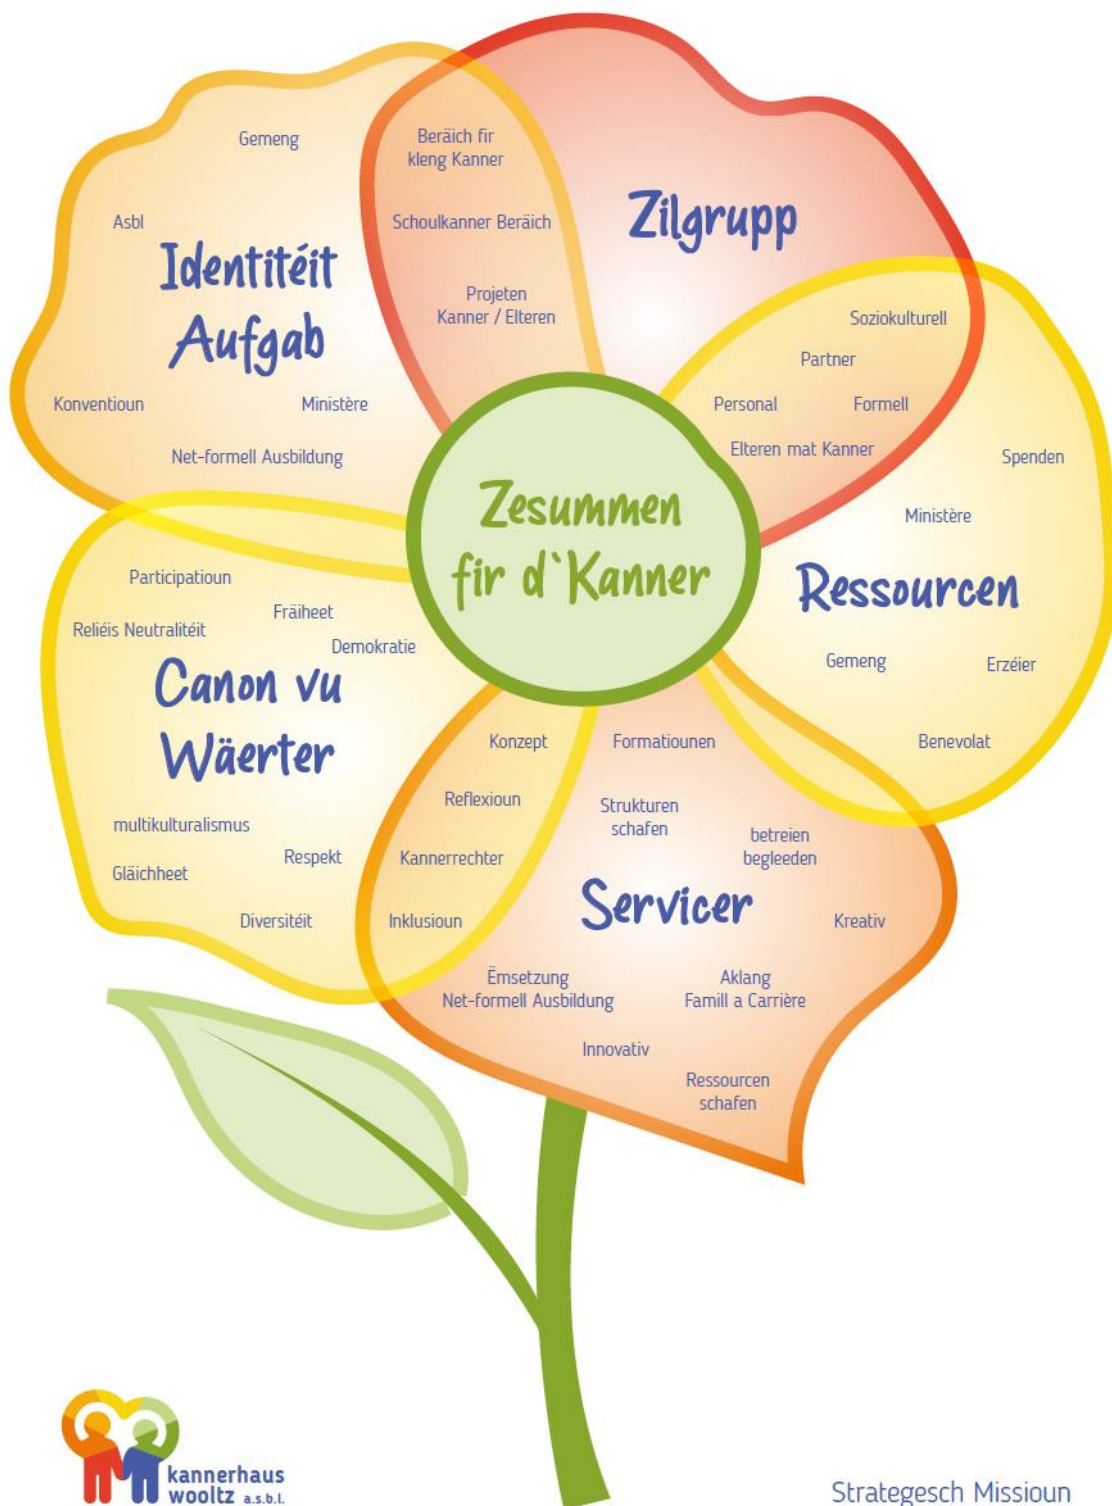 Gemeng
Asbl
Identitéit
Aufgab
Konventioun
Ministère
Net-formell Ausbildung
Beräich fir
kleng Kanner
Schoulkanner Beräich
Projeten
Kanner / Elteren
Zilgrupp
Soziokulturell
Partner
Personal
Formell
Elteren mat Kanner
Spenden
Ministère
Ressourcen
Gemeng
Erzéier
Benevolat
Zesummen
fir d`Kanner
Participatioun
Fräiheet
Reliéis Neutralitéit
Demokratie
Canon vu
Wäerter
multikulturalismus
Respekt
Gläichheet
Diversitéit
Konzept
Reflexioun
Kannerrechter
Inklusioun
Formatiounen
Strukturen
schafen
betreien
begleeden
Servicer
Kreativ
Ëmsetzung
Net-formell Ausbildung
Aklang
Famill a Carrière
Innovativ
Ressourcen
schafen
kannerhaus
wooltz a.s.b.l.
Strategesch Missioun